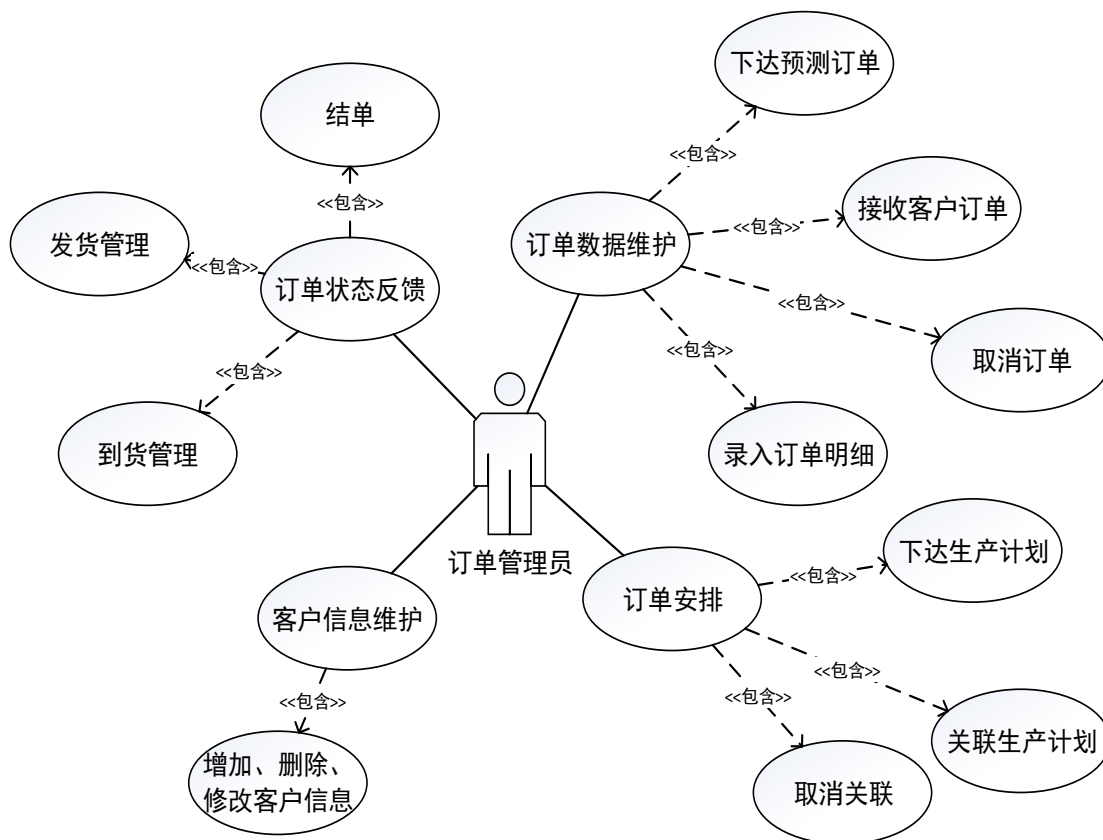 下达预测订单
结单
<<包含>>
<<包含>>
接收客户订单
发货管理
<<包含>>
订单数据维护
<<包含>>
订单状态反馈
<<包含>>
取消订单
<<包含>>
<<包含>>
到货管理
录入订单明细
订单管理员
下达生产计划
<<包含>>
客户信息维护
订单安排
<<包含>>
<<包含>>
<<包含>>
关联生产计划
增加、删除、
修改客户信息
取消关联